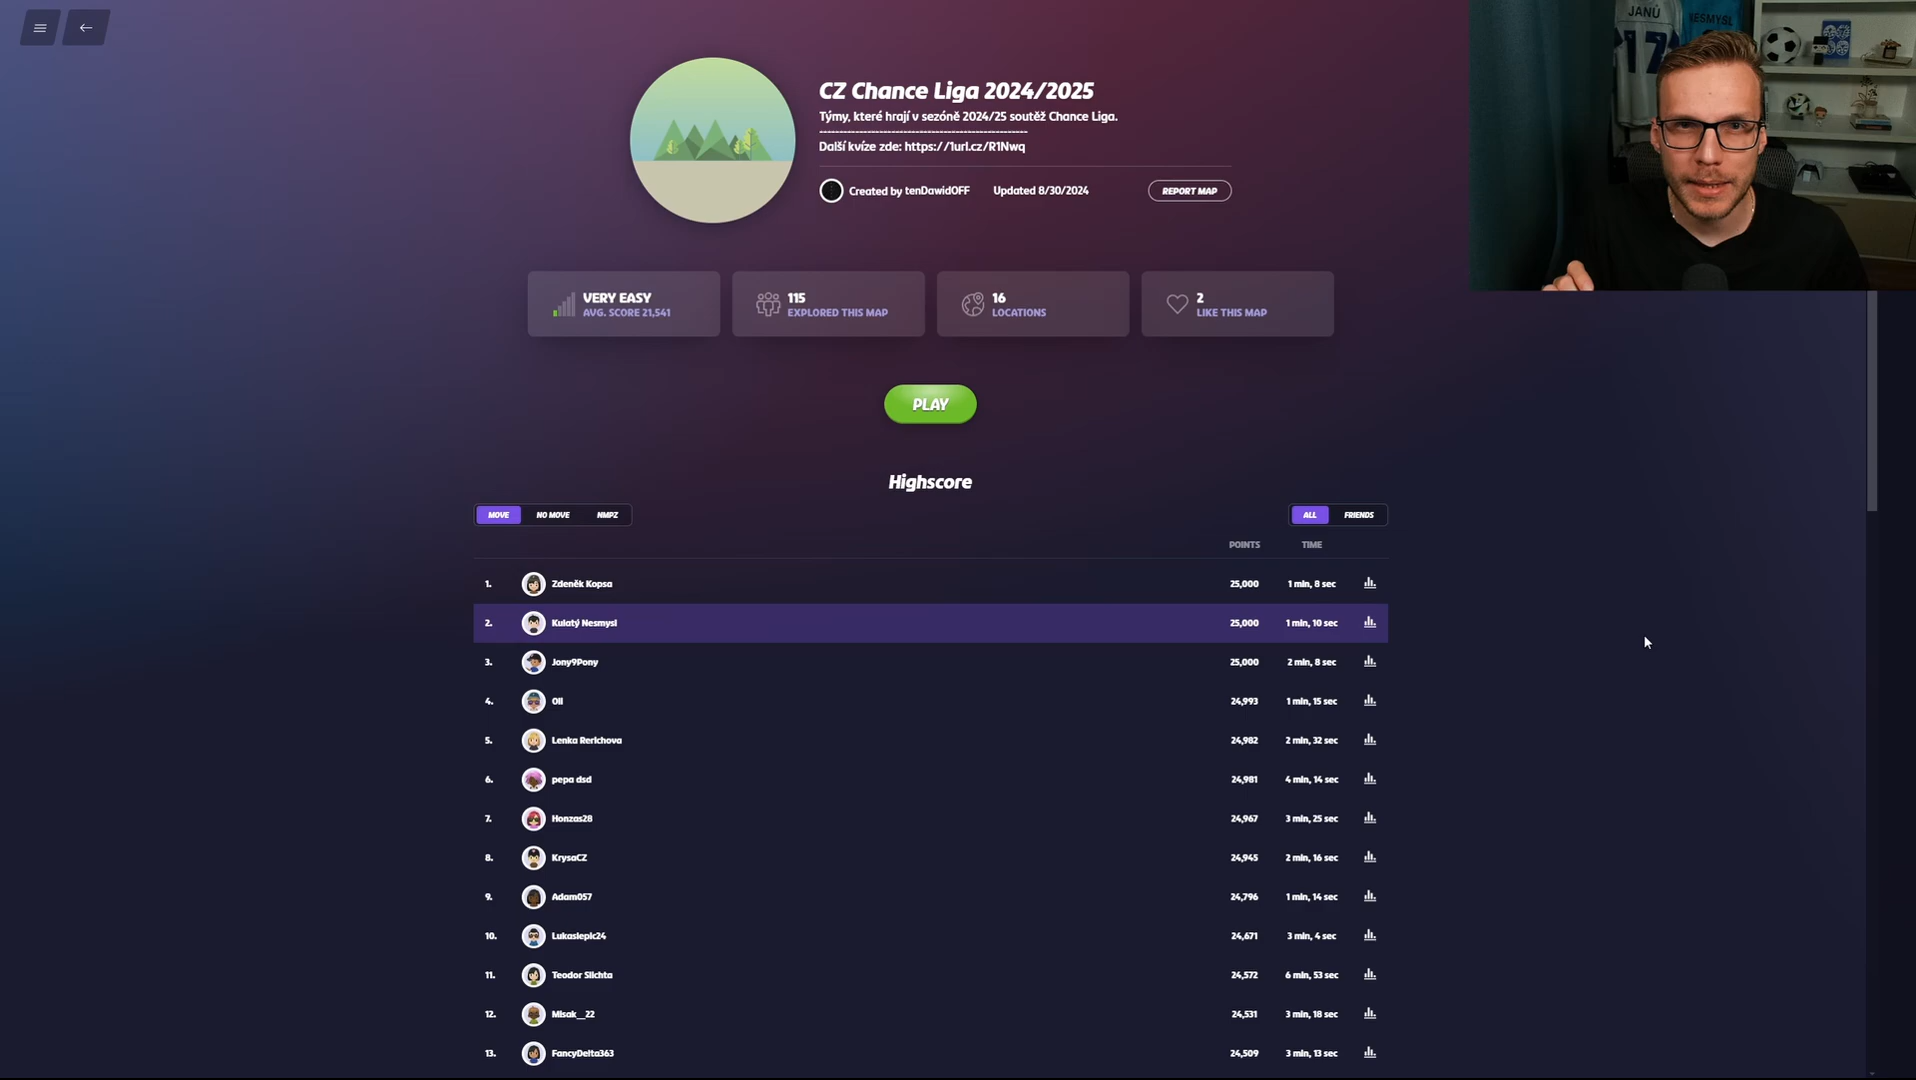 CZ Chance Liga 2024/2025
Týmy, které hrají v sezóně 2024/25 soutěž Chance Liga.
------------------------------------------------
Další kvíze zde: https://1url.cz/R1Nwq
Created by tenDawidOFF Updated 8/30/2024 REPORT MAP
JANŮ
17
VERY EASY
AVG. SCORE 21,541
115
EXPLORED THIS MAP
16
LOCATIONS
2
LIKE THIS MAP
PLAY
Highscore
MOVE NO MOVE NMPZ ALL FRIENDS
POINTS TIME
1. Zdeněk Kopsa 25,000 1 min, 8 sec
2. Kulatý Nesmysl 25,000 1 min, 10 sec
3. Jony9Pony 25,000 2 min, 8 sec
4. Oli 24,993 1 min, 15 sec
5. Lenka Rerichova 24,982 2 min, 32 sec
6. pepa dsd 24,981 4 min, 14 sec
7. Honzas28 24,967 3 min, 25 sec
8. KrysaCZ 24,945 2 min, 16 sec
9. Adam057 24,796 1 min, 14 sec
10. Lukasiepic24 24,671 3 min, 4 sec
11. Teodor Slichta 24,572 6 min, 53 sec
12. Misak__22 24,531 3 min, 18 sec
13. FancyDelta363 24,509 3 min, 13 sec